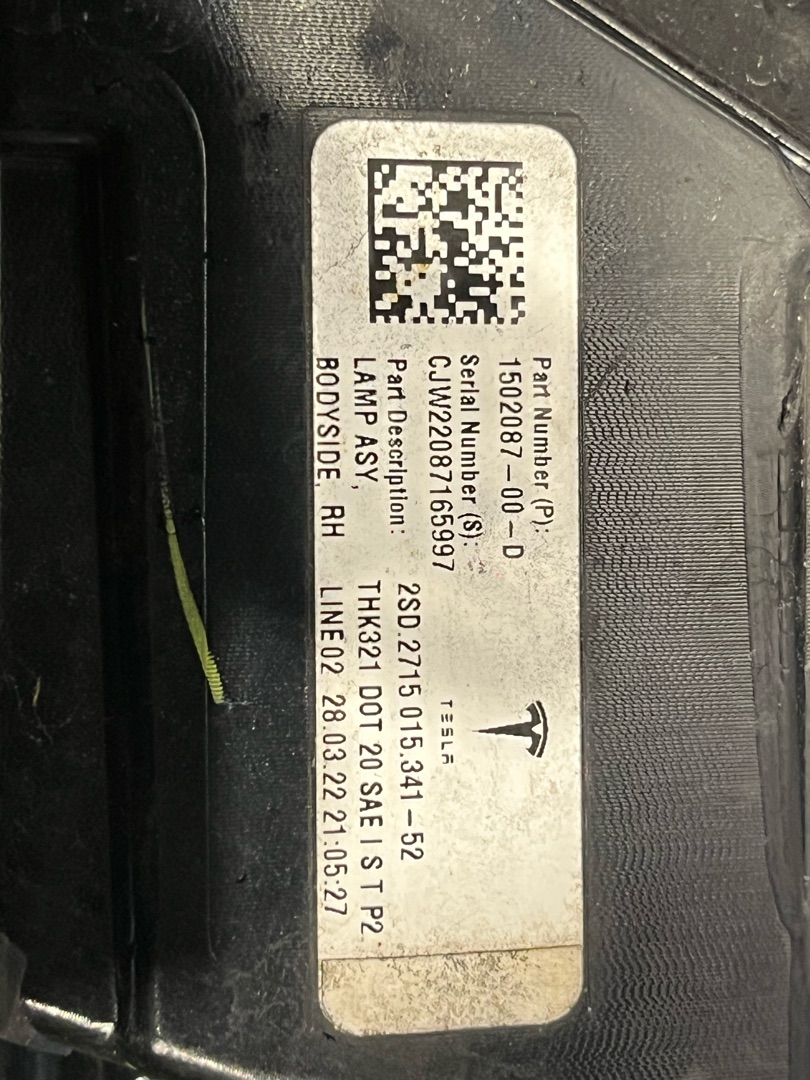 Part Number (P):
1502087-00-D
Serial Number (S):
CJW22087165997
Part Description:
LAMP ASY,
BODYSIDE, RH
TESLA
2SD.2715 015.341-52
THK321 DOT 20 SAE I S T P2
LINE02 28.03.22 21:05:27